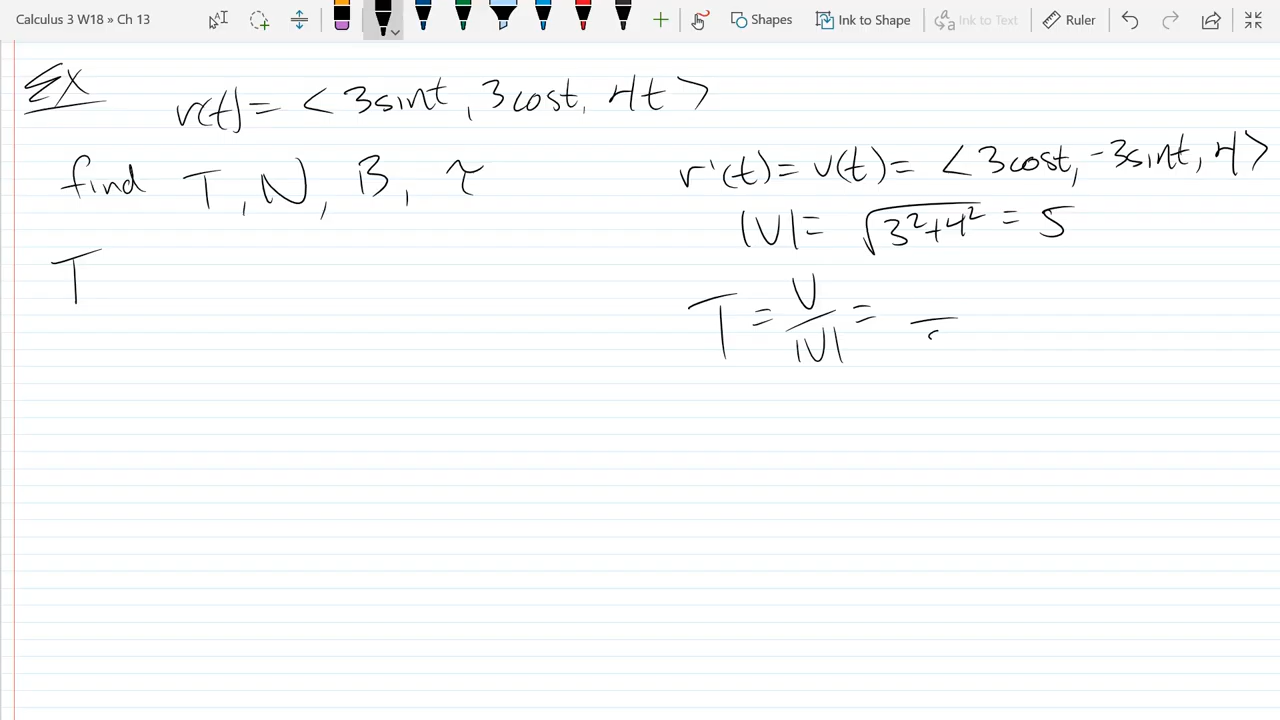 Calculus 3 W18 » Ch 13
Shapes
Ink to Shape
Ink to Text
Ruler
Ex
r(t) = < 3sint, 3cost, 4t >
find T, N, B, τ
r'(t) = v(t) = < 3cost, -3sint, 4 >
|V| = √3²+4² = 5
T
T = V/|V| =